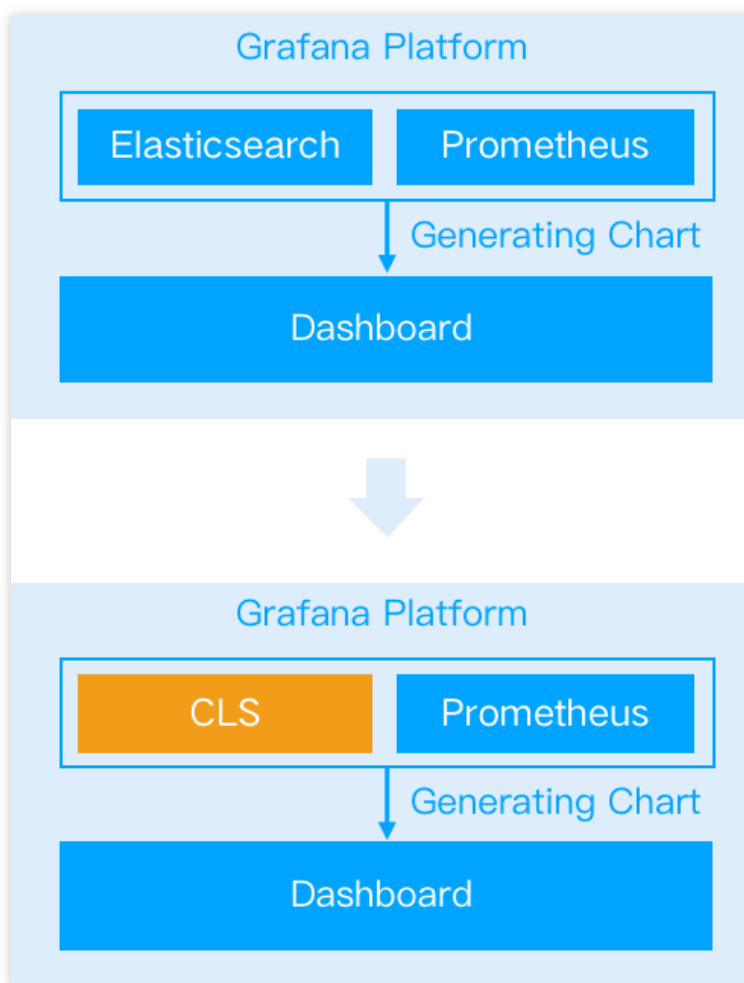 Grafana Platform
Elasticsearch
Prometheus
Generating Chart
Dashboard
Grafana Platform
CLS
Prometheus
Generating Chart
Dashboard